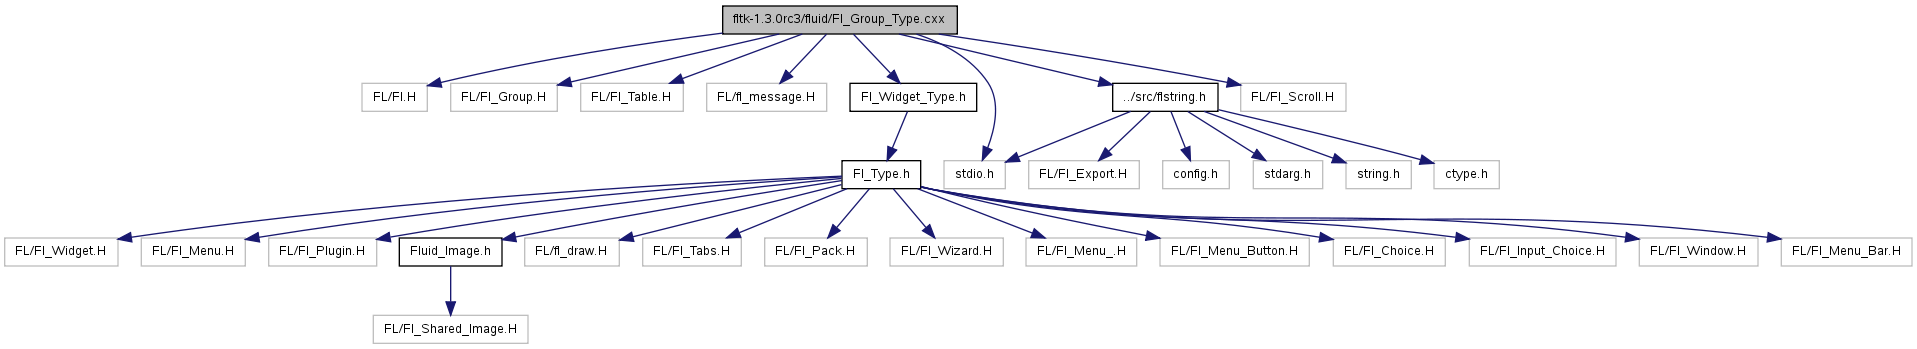 fltk-1.3.0rc3/fluid/Fl_Group_Type.cxx
FL/Fl.H
FL/Fl_Group.H
FL/Fl_Table.H
FL/fl_message.H
Fl_Widget_Type.h
../src/flstring.h
FL/Fl_Scroll.H
Fl_Type.h
stdio.h
FL/Fl_Export.H
config.h
stdarg.h
string.h
ctype.h
FL/Fl_Widget.H
FL/Fl_Menu.H
FL/Fl_Plugin.H
Fluid_Image.h
FL/fl_draw.H
FL/Fl_Tabs.H
FL/Fl_Pack.H
FL/Fl_Wizard.H
FL/Fl_Menu_.H
FL/Fl_Menu_Button.H
FL/Fl_Choice.H
FL/Fl_Input_Choice.H
FL/Fl_Window.H
FL/Fl_Menu_Bar.H
FL/Fl_Shared_Image.H